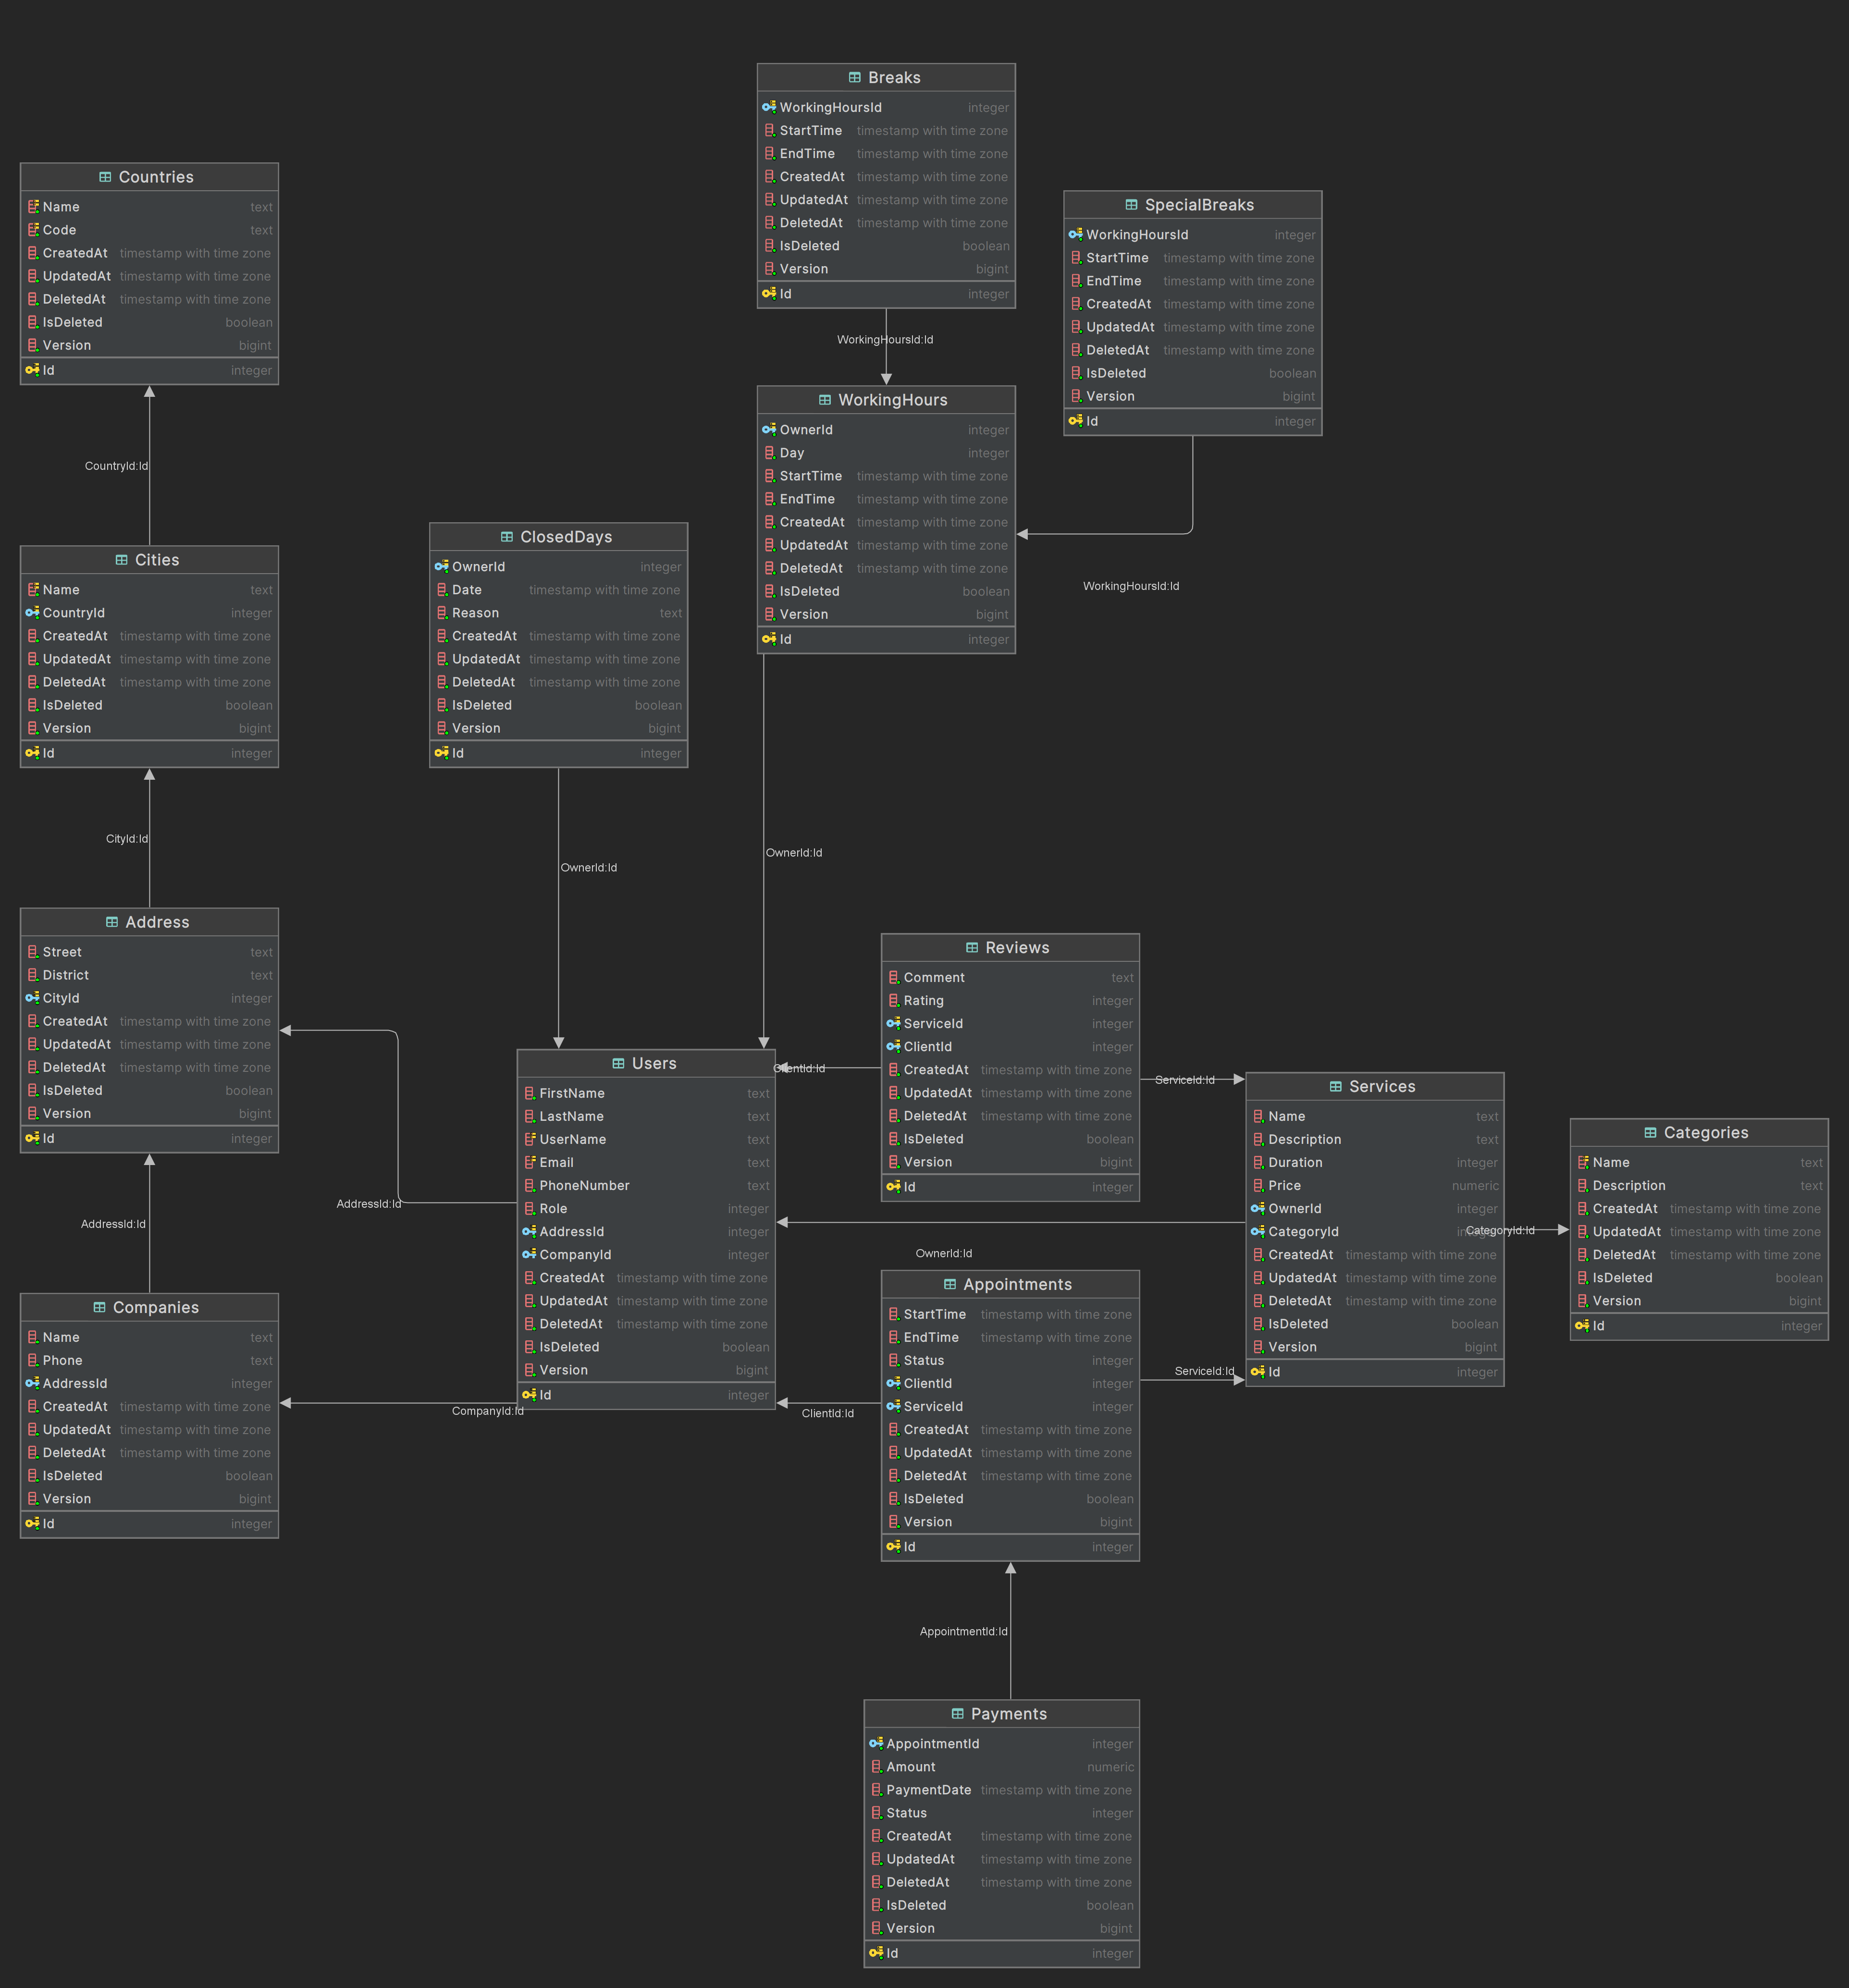 Breaks
WorkingHoursId integer
StartTime timestamp with time zone
EndTime timestamp with time zone
CreatedAt timestamp with time zone
UpdatedAt timestamp with time zone
DeletedAt timestamp with time zone
IsDeleted boolean
Version bigint
Id integer
WorkingHoursId:Id
Countries
Name text
Code text
CreatedAt timestamp with time zone
UpdatedAt timestamp with time zone
DeletedAt timestamp with time zone
IsDeleted boolean
Version bigint
Id integer
CountryId:Id
SpecialBreaks
WorkingHoursId integer
StartTime timestamp with time zone
EndTime timestamp with time zone
CreatedAt timestamp with time zone
UpdatedAt timestamp with time zone
DeletedAt timestamp with time zone
IsDeleted boolean
Version bigint
Id integer
WorkingHoursId:Id
WorkingHours
OwnerId integer
Day integer
StartTime timestamp with time zone
EndTime timestamp with time zone
CreatedAt timestamp with time zone
UpdatedAt timestamp with time zone
DeletedAt timestamp with time zone
IsDeleted boolean
Version bigint
Id integer
OwnerId:Id
ClosedDays
OwnerId integer
Date timestamp with time zone
Reason text
CreatedAt timestamp with time zone
UpdatedAt timestamp with time zone
DeletedAt timestamp with time zone
IsDeleted boolean
Version bigint
Id integer
OwnerId:Id
Cities
Name text
CountryId integer
CreatedAt timestamp with time zone
UpdatedAt timestamp with time zone
DeletedAt timestamp with time zone
IsDeleted boolean
Version bigint
Id integer
CityId:Id
Address
Street text
District text
CityId integer
CreatedAt timestamp with time zone
UpdatedAt timestamp with time zone
DeletedAt timestamp with time zone
IsDeleted boolean
Version bigint
Id integer
AddressId:Id
AddressId:Id
Reviews
Comment text
Rating integer
ServiceId integer
ClientId integer
CreatedAt timestamp with time zone
UpdatedAt timestamp with time zone
DeletedAt timestamp with time zone
IsDeleted boolean
Version bigint
Id integer
ClientId:Id
ServiceId:Id
Users
FirstName text
LastName text
UserName text
Email text
PhoneNumber text
Role integer
AddressId integer
CompanyId integer
CreatedAt timestamp with time zone
UpdatedAt timestamp with time zone
DeletedAt timestamp with time zone
IsDeleted boolean
Version bigint
Id integer
CompanyId:Id
OwnerId:Id
Services
Name text
Description text
Duration integer
Price numeric
OwnerId integer
CategoryId integer
CreatedAt timestamp with time zone
UpdatedAt timestamp with time zone
DeletedAt timestamp with time zone
IsDeleted boolean
Version bigint
Id integer
CategoryId:Id
Categories
Name text
Description text
CreatedAt timestamp with time zone
UpdatedAt timestamp with time zone
DeletedAt timestamp with time zone
IsDeleted boolean
Version bigint
Id integer
Appointments
StartTime timestamp with time zone
EndTime timestamp with time zone
Status integer
ClientId integer
ServiceId integer
CreatedAt timestamp with time zone
UpdatedAt timestamp with time zone
DeletedAt timestamp with time zone
IsDeleted boolean
Version bigint
Id integer
ServiceId:Id
ClientId:Id
Companies
Name text
Phone text
AddressId integer
CreatedAt timestamp with time zone
UpdatedAt timestamp with time zone
DeletedAt timestamp with time zone
IsDeleted boolean
Version bigint
Id integer
AppointmentId:Id
Payments
AppointmentId integer
Amount numeric
PaymentDate timestamp with time zone
Status integer
CreatedAt timestamp with time zone
UpdatedAt timestamp with time zone
DeletedAt timestamp with time zone
IsDeleted boolean
Version bigint
Id integer